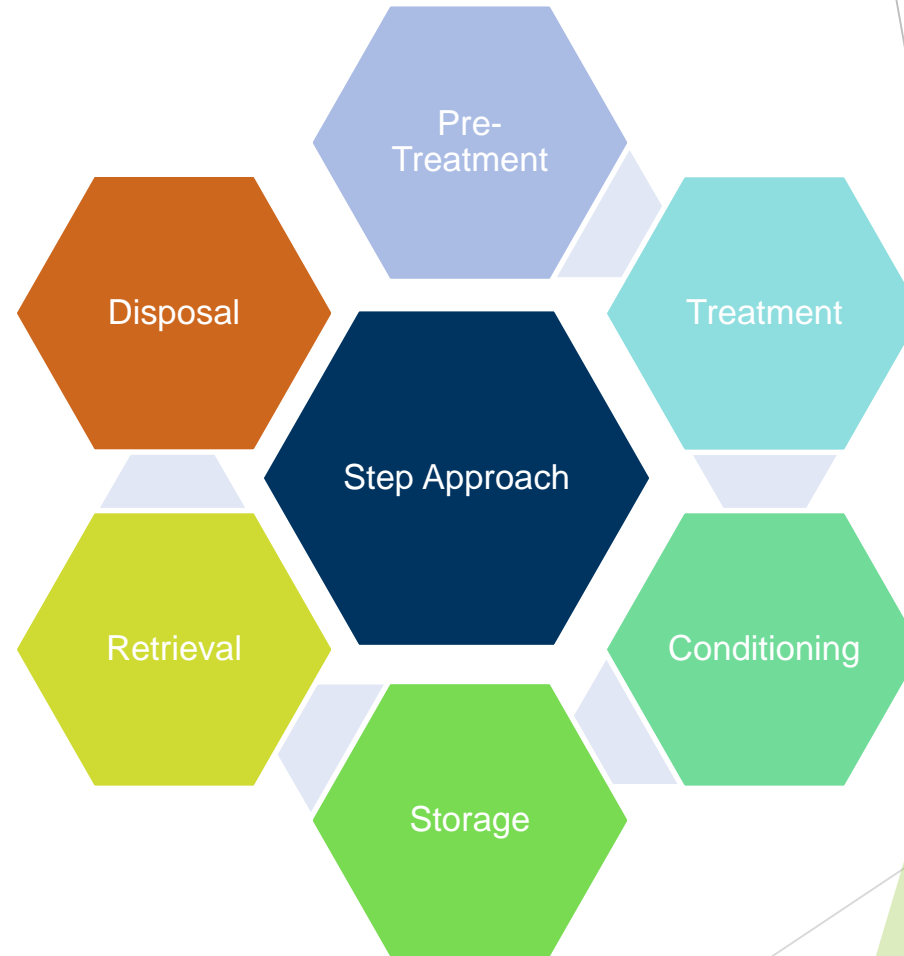 Pre-
Treatment
Disposal
Treatment
Step Approach
Retrieval
Conditioning
Storage